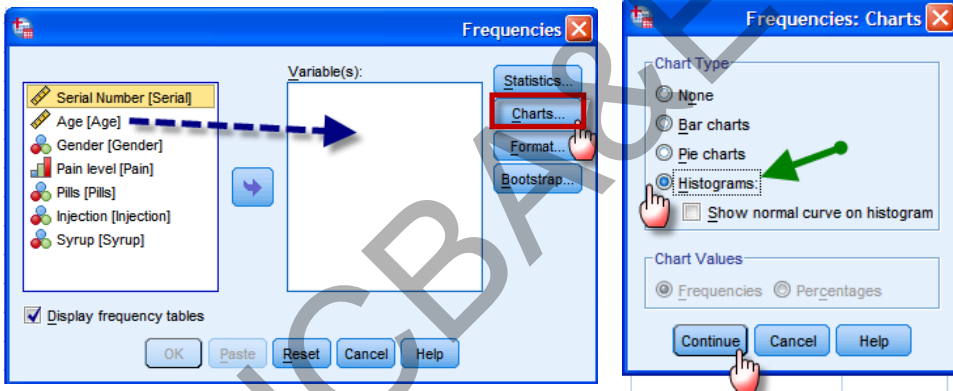 Frequencies
Variable(s):
Serial Number [Serial]
Age [Age]
Gender [Gender]
Pain level [Pain]
Pills [Pills]
Injection [Injection]
Syrup [Syrup]
Statistics...
Charts...
Format...
Bootstrap...
Display frequency tables
OK Paste Reset Cancel Help
Frequencies: Charts
Chart Type
None
Bar charts
Pie charts
Histograms:
Show normal curve on histogram
Chart Values
Frequencies Percentages
Continue Cancel Help
CBA&E